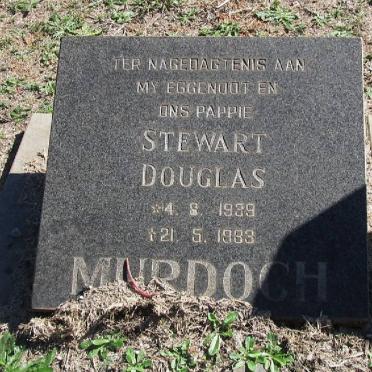 TER NAGEDAGTENIS AAN
MY EGGENOOT EN
ONS PAPPIE
STEWART
DOUGLAS
*4. 8. 1939
†21. 5. 1983
MURDOCH